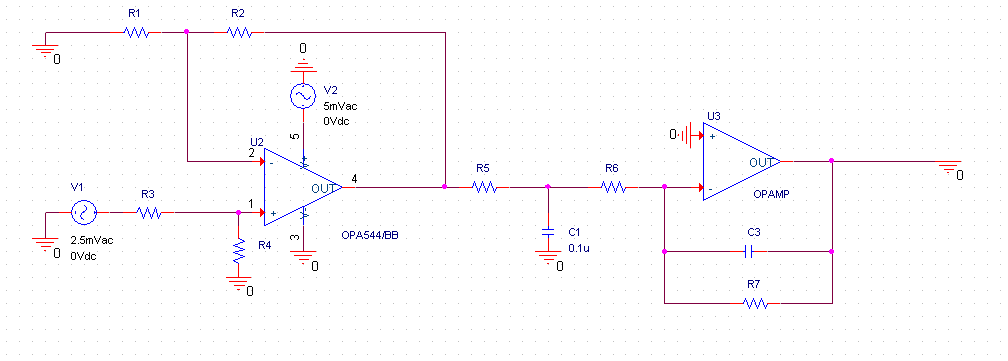 R1
R2
0
0
V2
5mVac
0Vdc
U3
0
+
OUT
-
OPAMP
0
U2
5
2
-
+
4
OUT
1
+
-
3
0
OPA544/BB
V1
2.5mVac
0Vdc
0
R3
R4
0
R5
R6
C1
0.1u
0
C3
R7